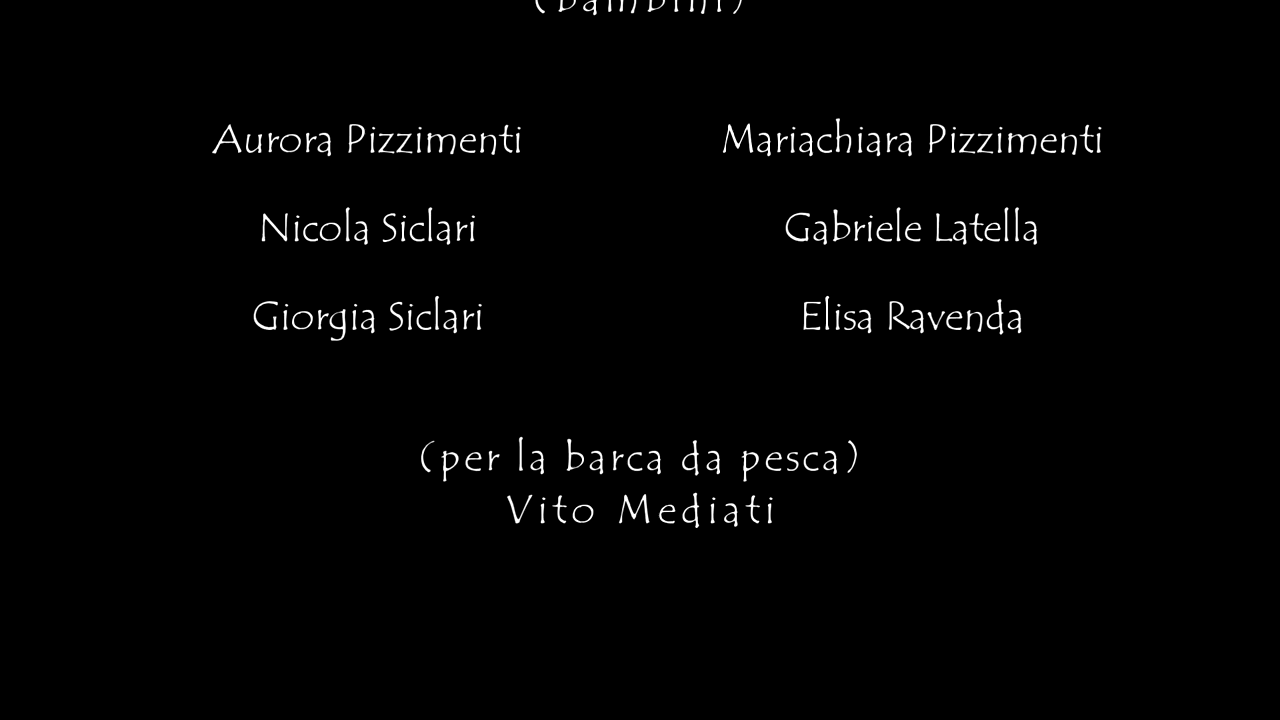 (bambini)
Aurora Pizzimenti Mariachiara Pizzimenti
Nicola Siclari Gabriele Latella
Giorgia Siclari Elisa Ravenda
(per la barca da pesca)
Vito Mediati